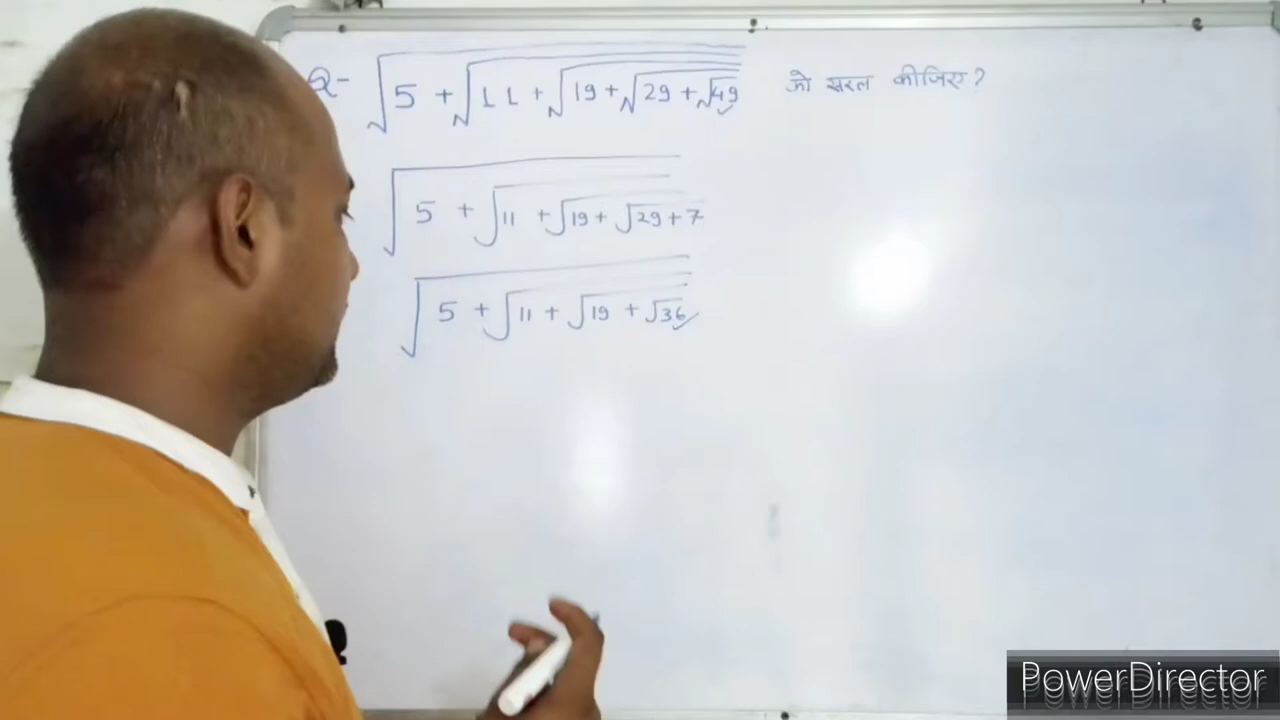 Q- √5 + √11 + √19 + √29 + √49 को सरल कीजिए?
√5 + √11 + √19 + √29 + 7
√5 + √11 + √19 + √36
PowerDirector